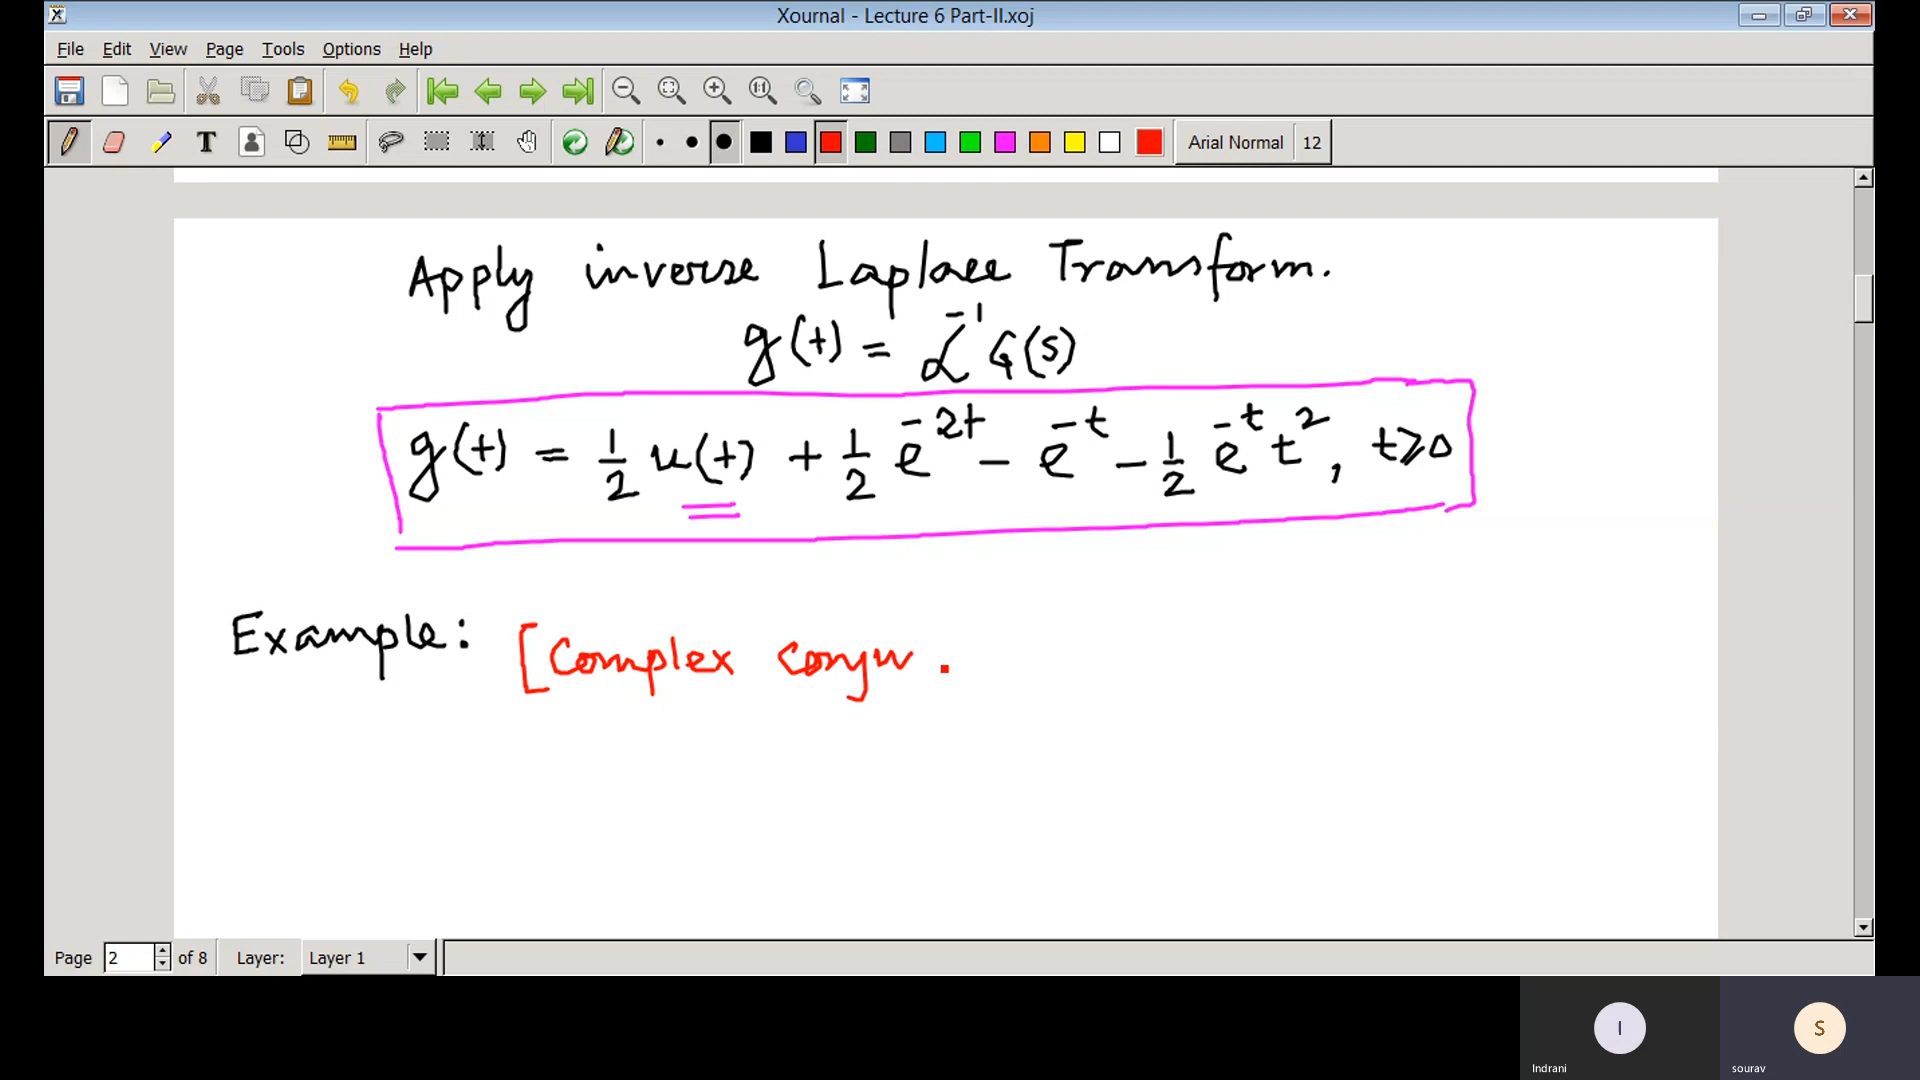 Xournal - Lecture 6 Part-II.xoj
File Edit View Page Tools Options Help
T Arial Normal 12
Apply inverse Laplace Transform.
g(t) = ℒ⁻¹ G(s)
g(t) = 1/2 u(t) + 1/2 e^{-2t} - e^{-t} - 1/2 e^{-t} t², t≥0
Example: [Complex conju
Page 2 of 8 Layer: Layer 1
I S
Indrani sourav